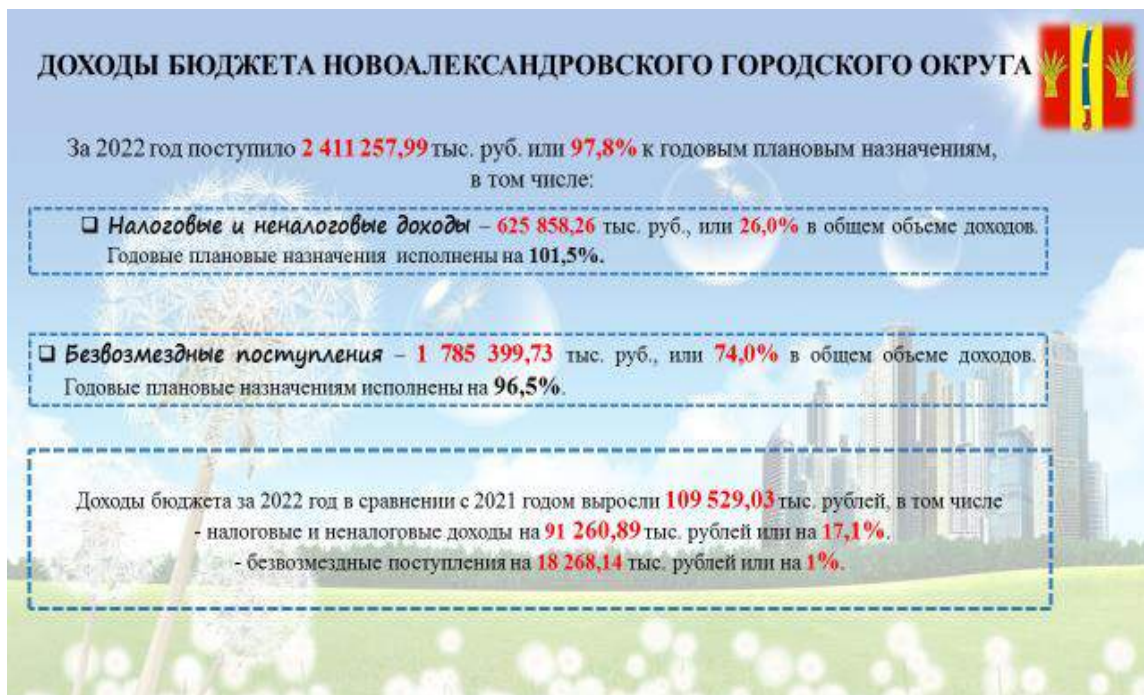 ДОХОДЫ БЮДЖЕТА НОВОАЛЕКСАНДРОВСКОГО ГОРОДСКОГО ОКРУГА
За 2022 год поступило 2 411 257,99 тыс. руб. или 97,8% к годовым плановым назначениям,
в том числе:
❑ Налоговые и неналоговые доходы – 625 858,26 тыс. руб., или 26,0% в общем объеме доходов.
Годовые плановые назначения исполнены на 101,5%.
❑ Безвозмездные поступления – 1 785 399,73 тыс. руб., или 74,0% в общем объеме доходов.
Годовые плановые назначениям исполнены на 96,5%.
Доходы бюджета за 2022 год в сравнении с 2021 годом выросли 109 529,03 тыс. рублей, в том числе
- налоговые и неналоговые доходы на 91 260,89 тыс. рублей или на 17,1%.
- безвозмездные поступления на 18 268,14 тыс. рублей или на 1%.